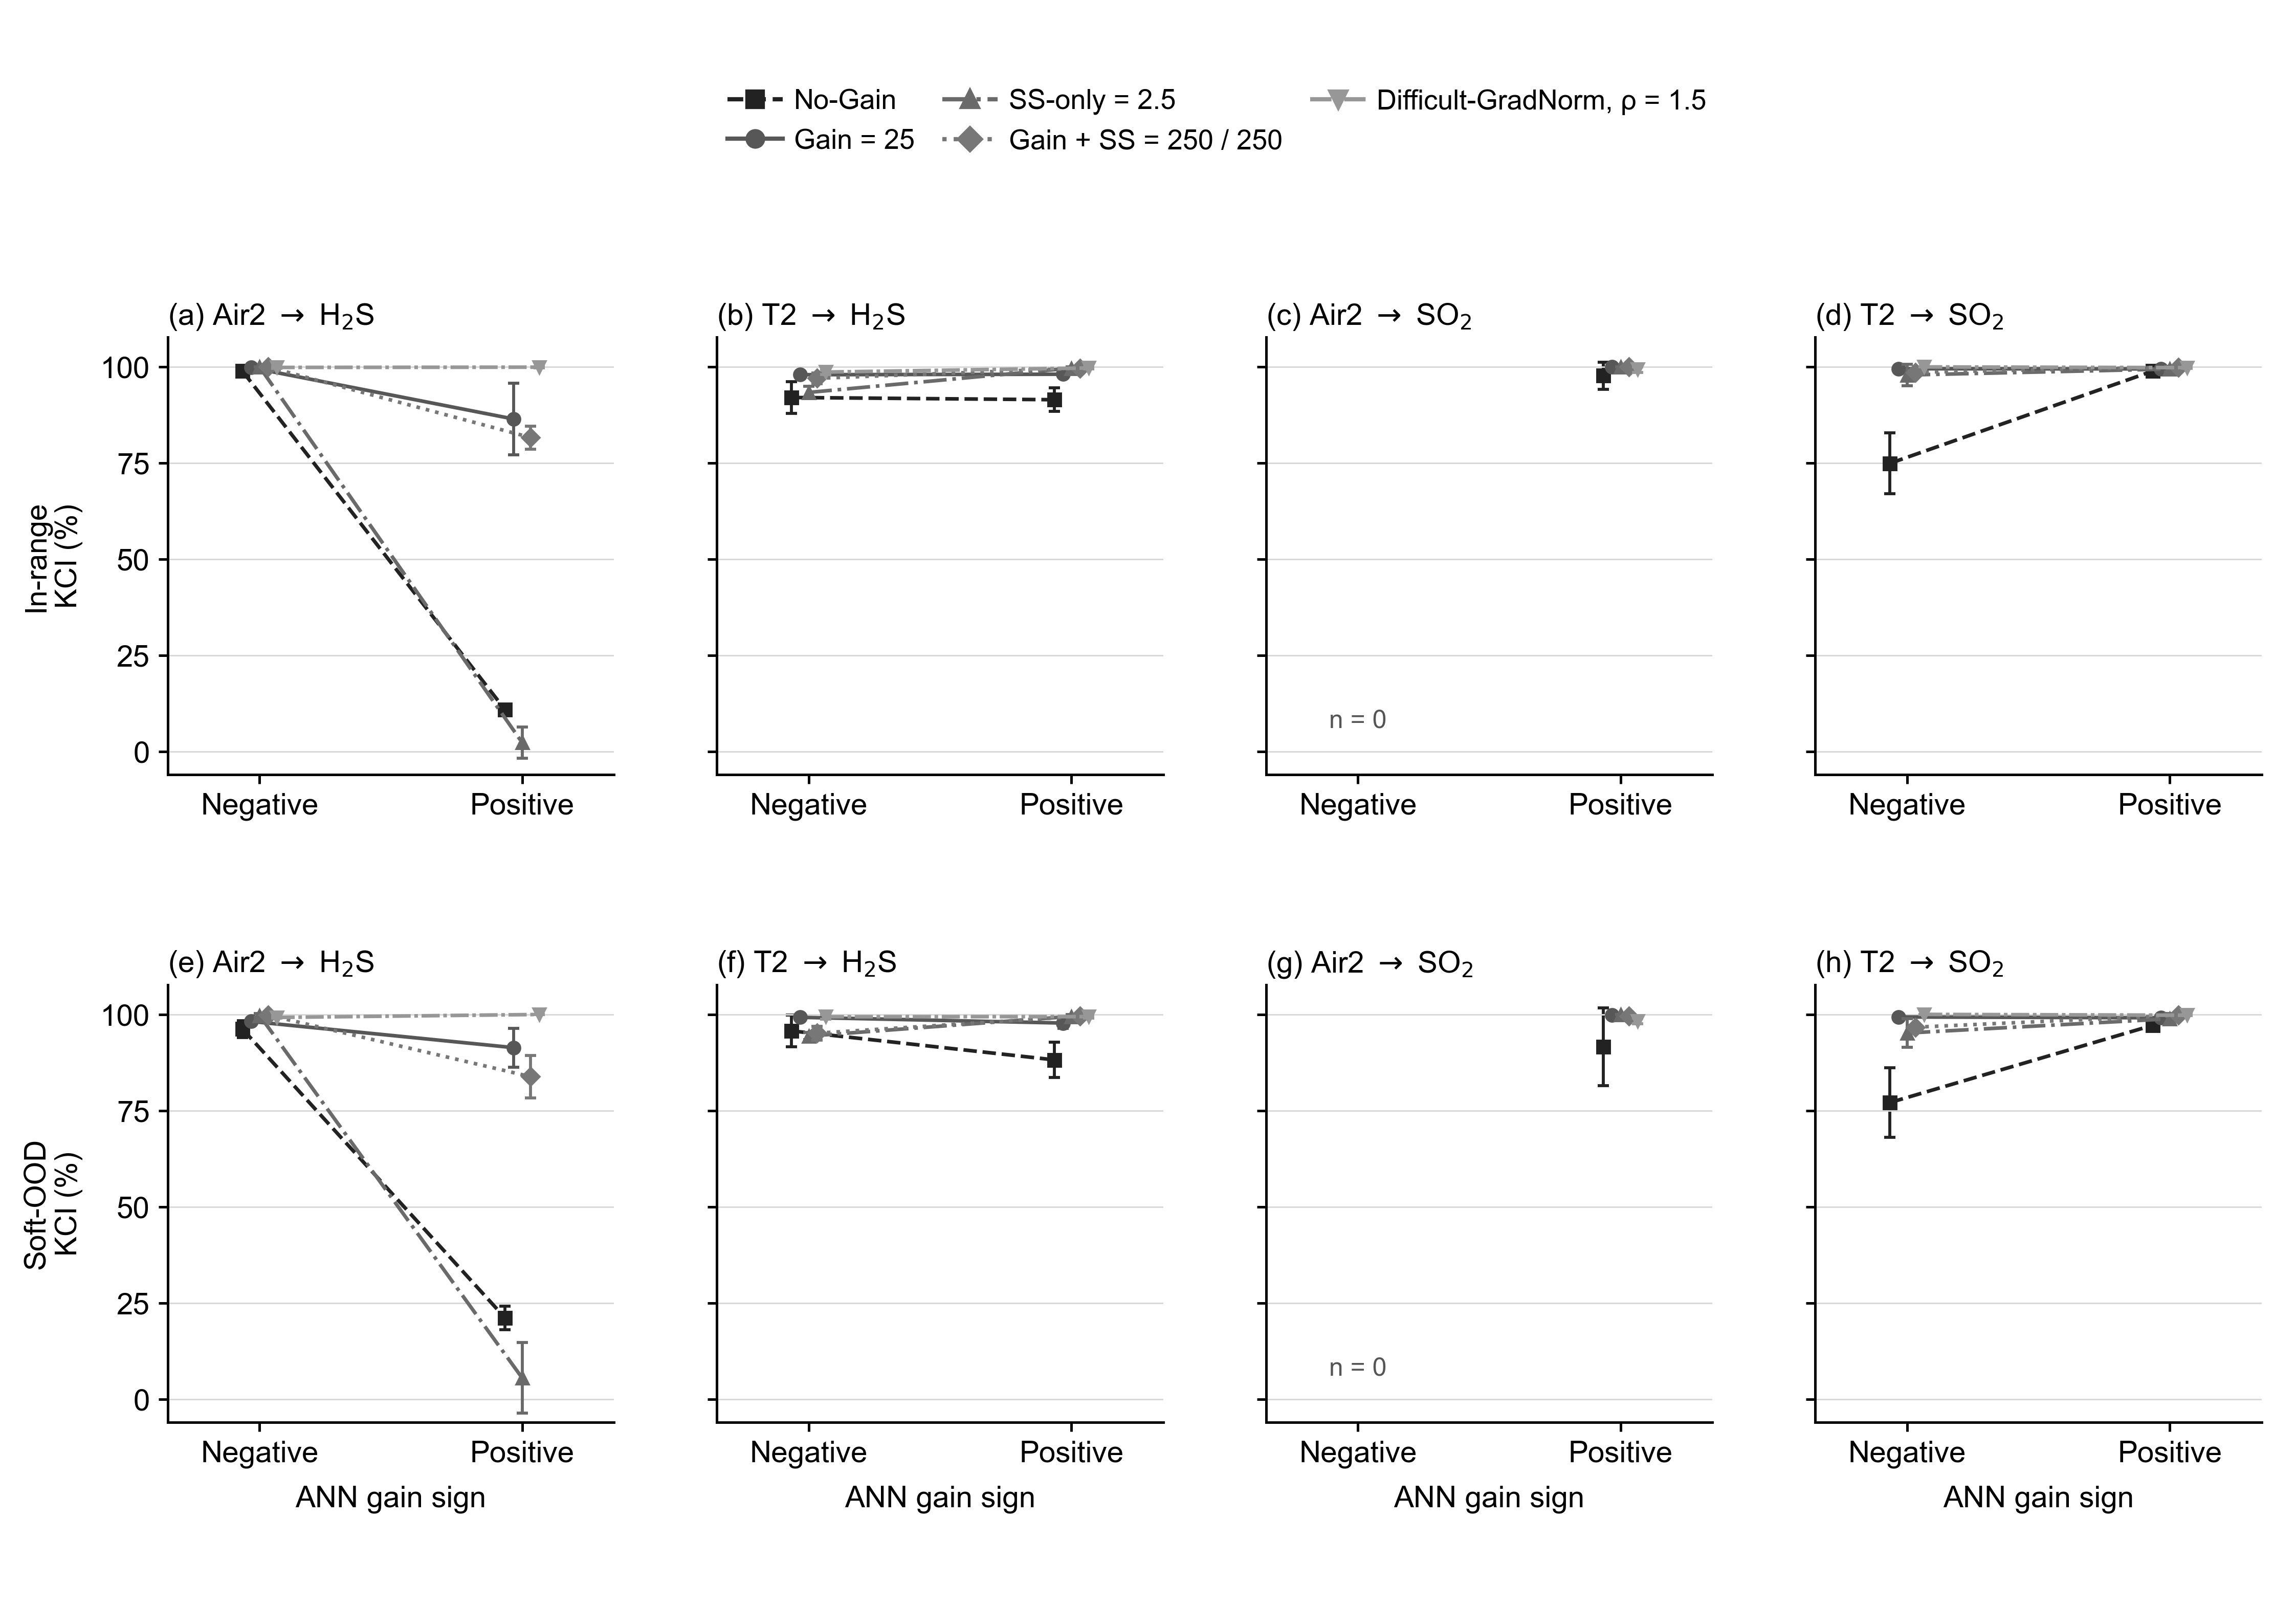 No-Gain
Gain = 25
SS-only = 2.5
Gain + SS = 250 / 250
Difficult-GradNorm, ρ = 1.5
(a) Air2 → H₂S
(b) T2 → H₂S
(c) Air2 → SO₂
(d) T2 → SO₂
In-range
KCI (%)
100
75
50
25
0
n = 0
Negative
Positive
Negative
Positive
Negative
Positive
Negative
Positive
(e) Air2 → H₂S
(f) T2 → H₂S
(g) Air2 → SO₂
(h) T2 → SO₂
Soft-OOD
KCI (%)
100
75
50
25
0
n = 0
Negative
Positive
Negative
Positive
Negative
Positive
Negative
Positive
ANN gain sign
ANN gain sign
ANN gain sign
ANN gain sign